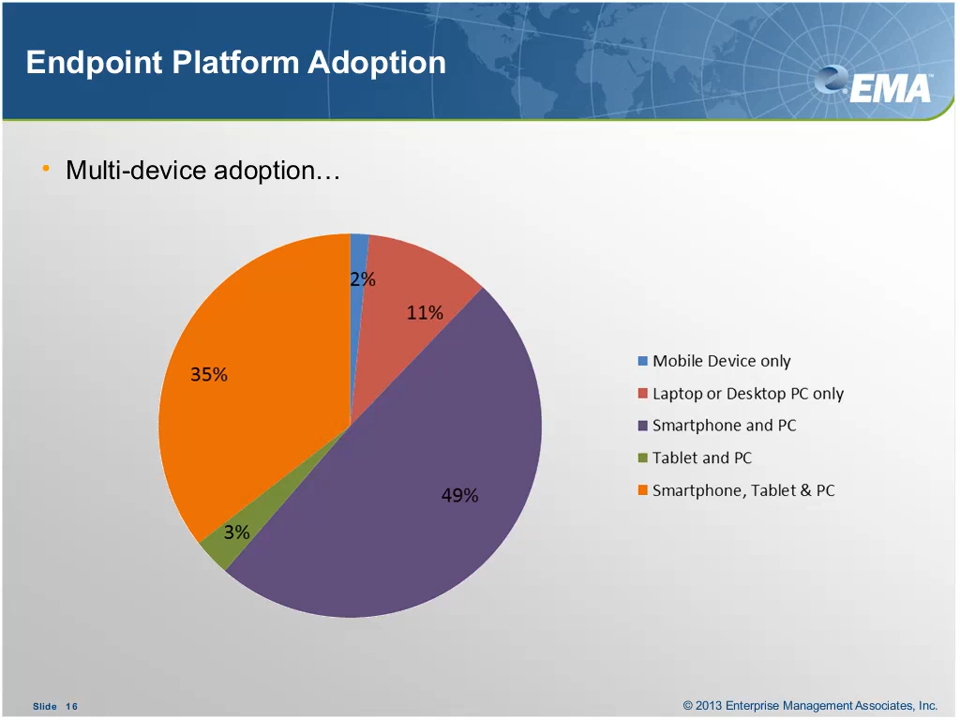 Endpoint Platform Adoption
EMA™
• Multi-device adoption…
2%
11%
35%
49%
3%
Mobile Device only
Laptop or Desktop PC only
Smartphone and PC
Tablet and PC
Smartphone, Tablet & PC
Slide 16
© 2013 Enterprise Management Associates, Inc.